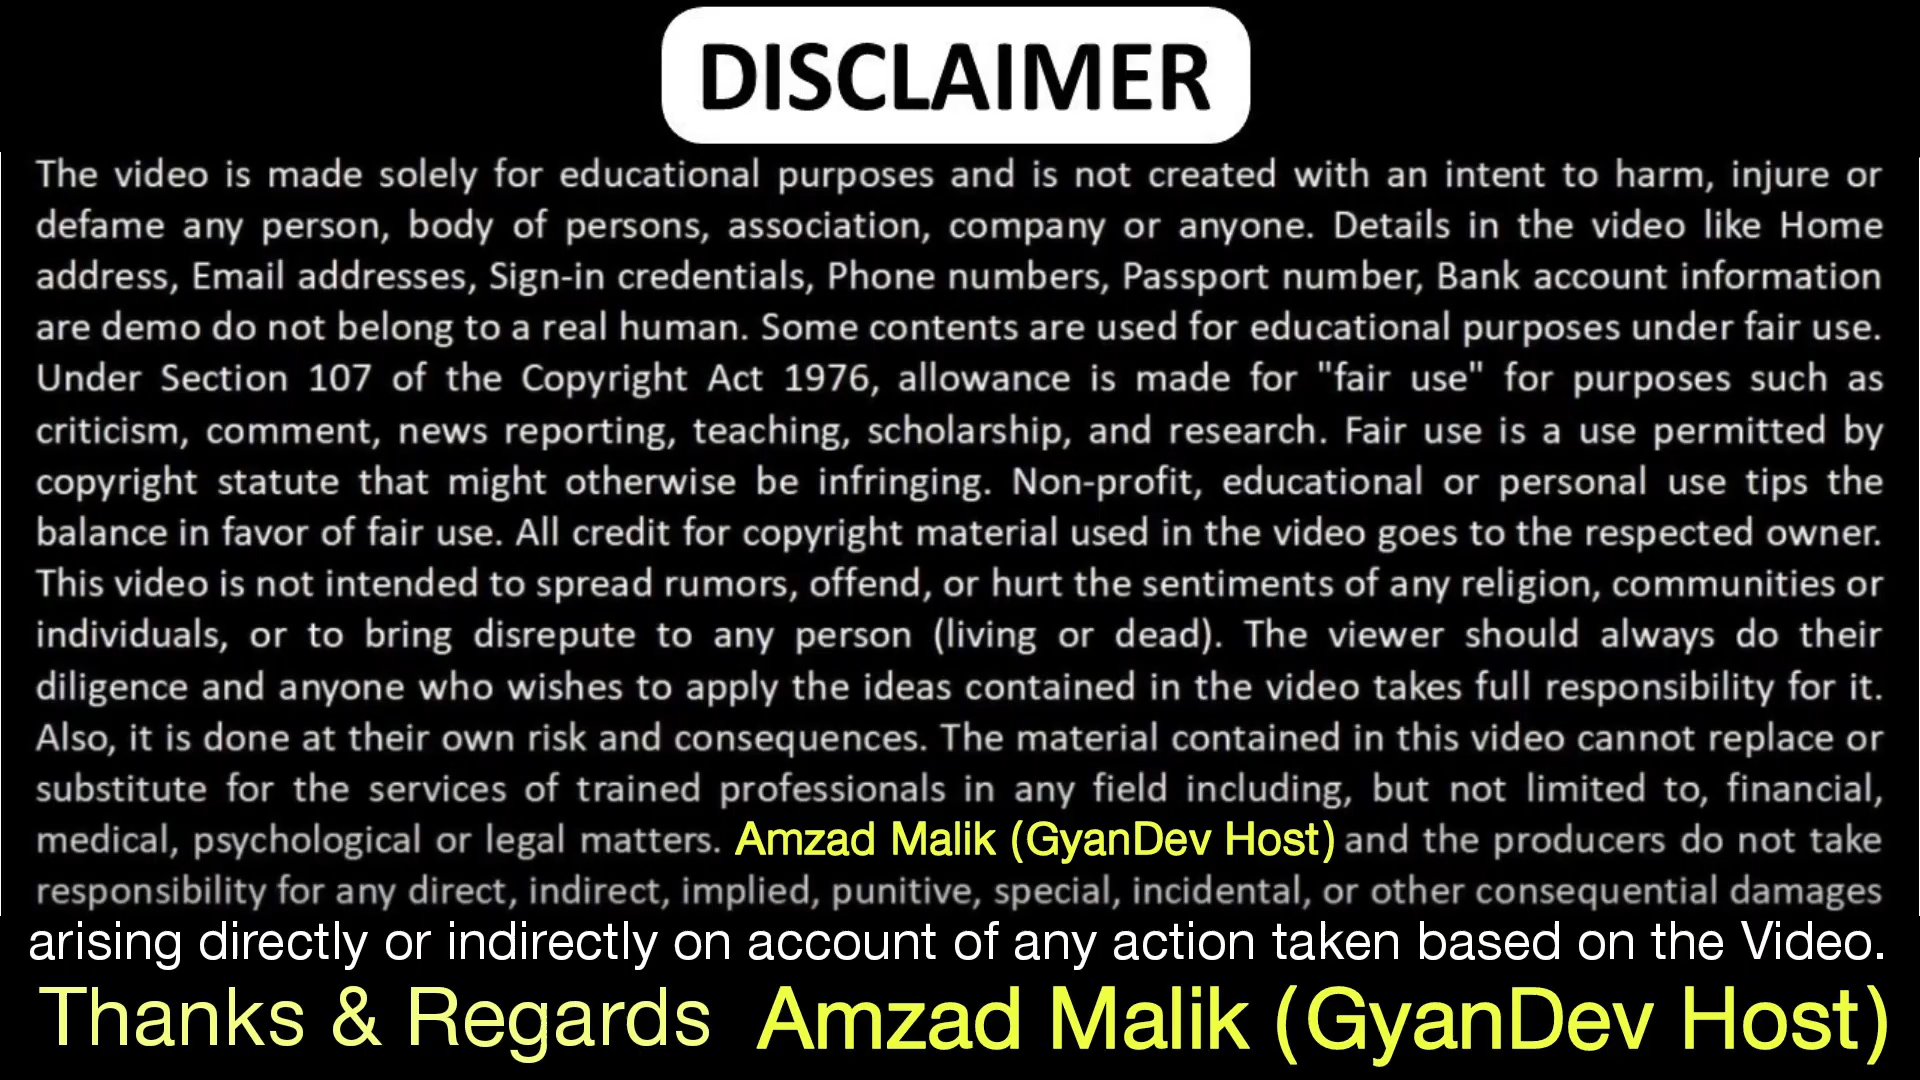 DISCLAIMER
The video is made solely for educational purposes and is not created with an intent to harm, injure or
defame any person, body of persons, association, company or anyone. Details in the video like Home
address, Email addresses, Sign-in credentials, Phone numbers, Passport number, Bank account information
are demo do not belong to a real human. Some contents are used for educational purposes under fair use.
Under Section 107 of the Copyright Act 1976, allowance is made for "fair use" for purposes such as
criticism, comment, news reporting, teaching, scholarship, and research. Fair use is a use permitted by
copyright statute that might otherwise be infringing. Non-profit, educational or personal use tips the
balance in favor of fair use. All credit for copyright material used in the video goes to the respected owner.
This video is not intended to spread rumors, offend, or hurt the sentiments of any religion, communities or
individuals, or to bring disrepute to any person (living or dead). The viewer should always do their
diligence and anyone who wishes to apply the ideas contained in the video takes full responsibility for it.
Also, it is done at their own risk and consequences. The material contained in this video cannot replace or
substitute for the services of trained professionals in any field including, but not limited to, financial,
medical, psychological or legal matters. Amzad Malik (GyanDev Host) and the producers do not take
responsibility for any direct, indirect, implied, punitive, special, incidental, or other consequential damages
arising directly or indirectly on account of any action taken based on the Video.
Thanks & Regards Amzad Malik (GyanDev Host)